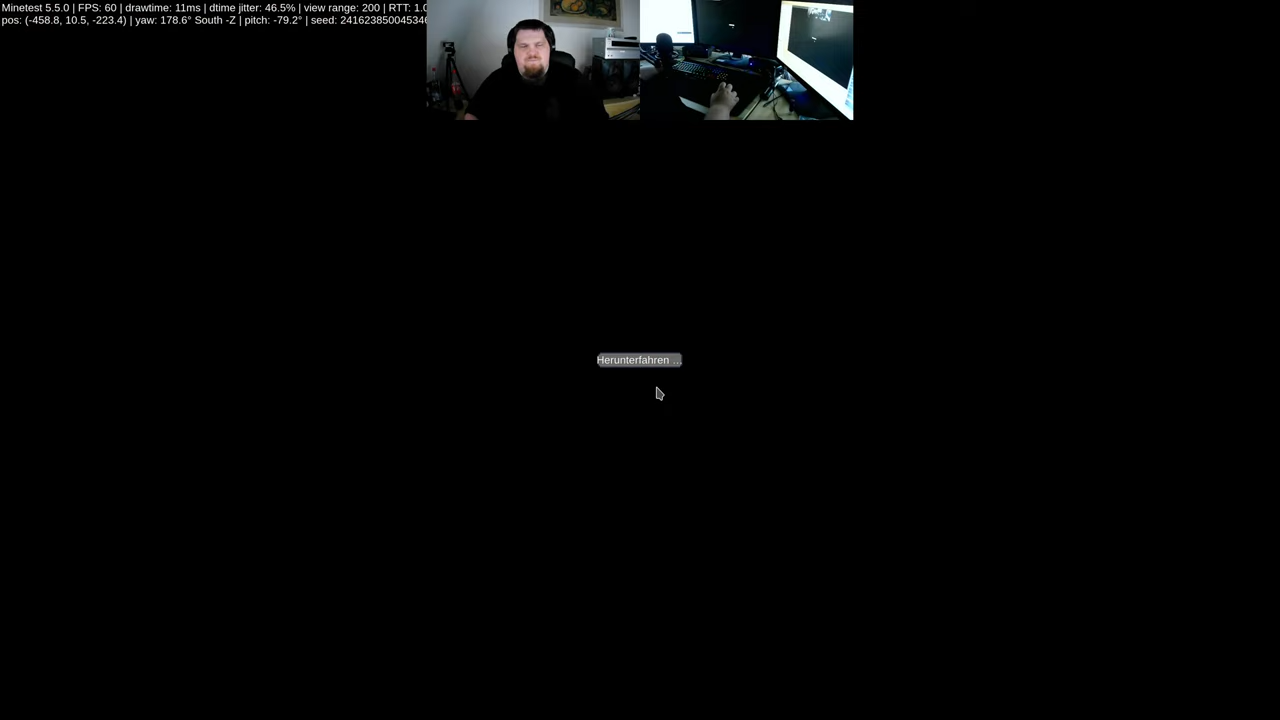 Minetest 5.5.0 | FPS: 60 | drawtime: 11ms | dtime jitter: 46.5% | view range: 200 | RTT: 1.0
pos: (-458.8, 10.5, -223.4) | yaw: 178.6° South -Z | pitch: -79.2° | seed: 241623850045346
Herunterfahren ...